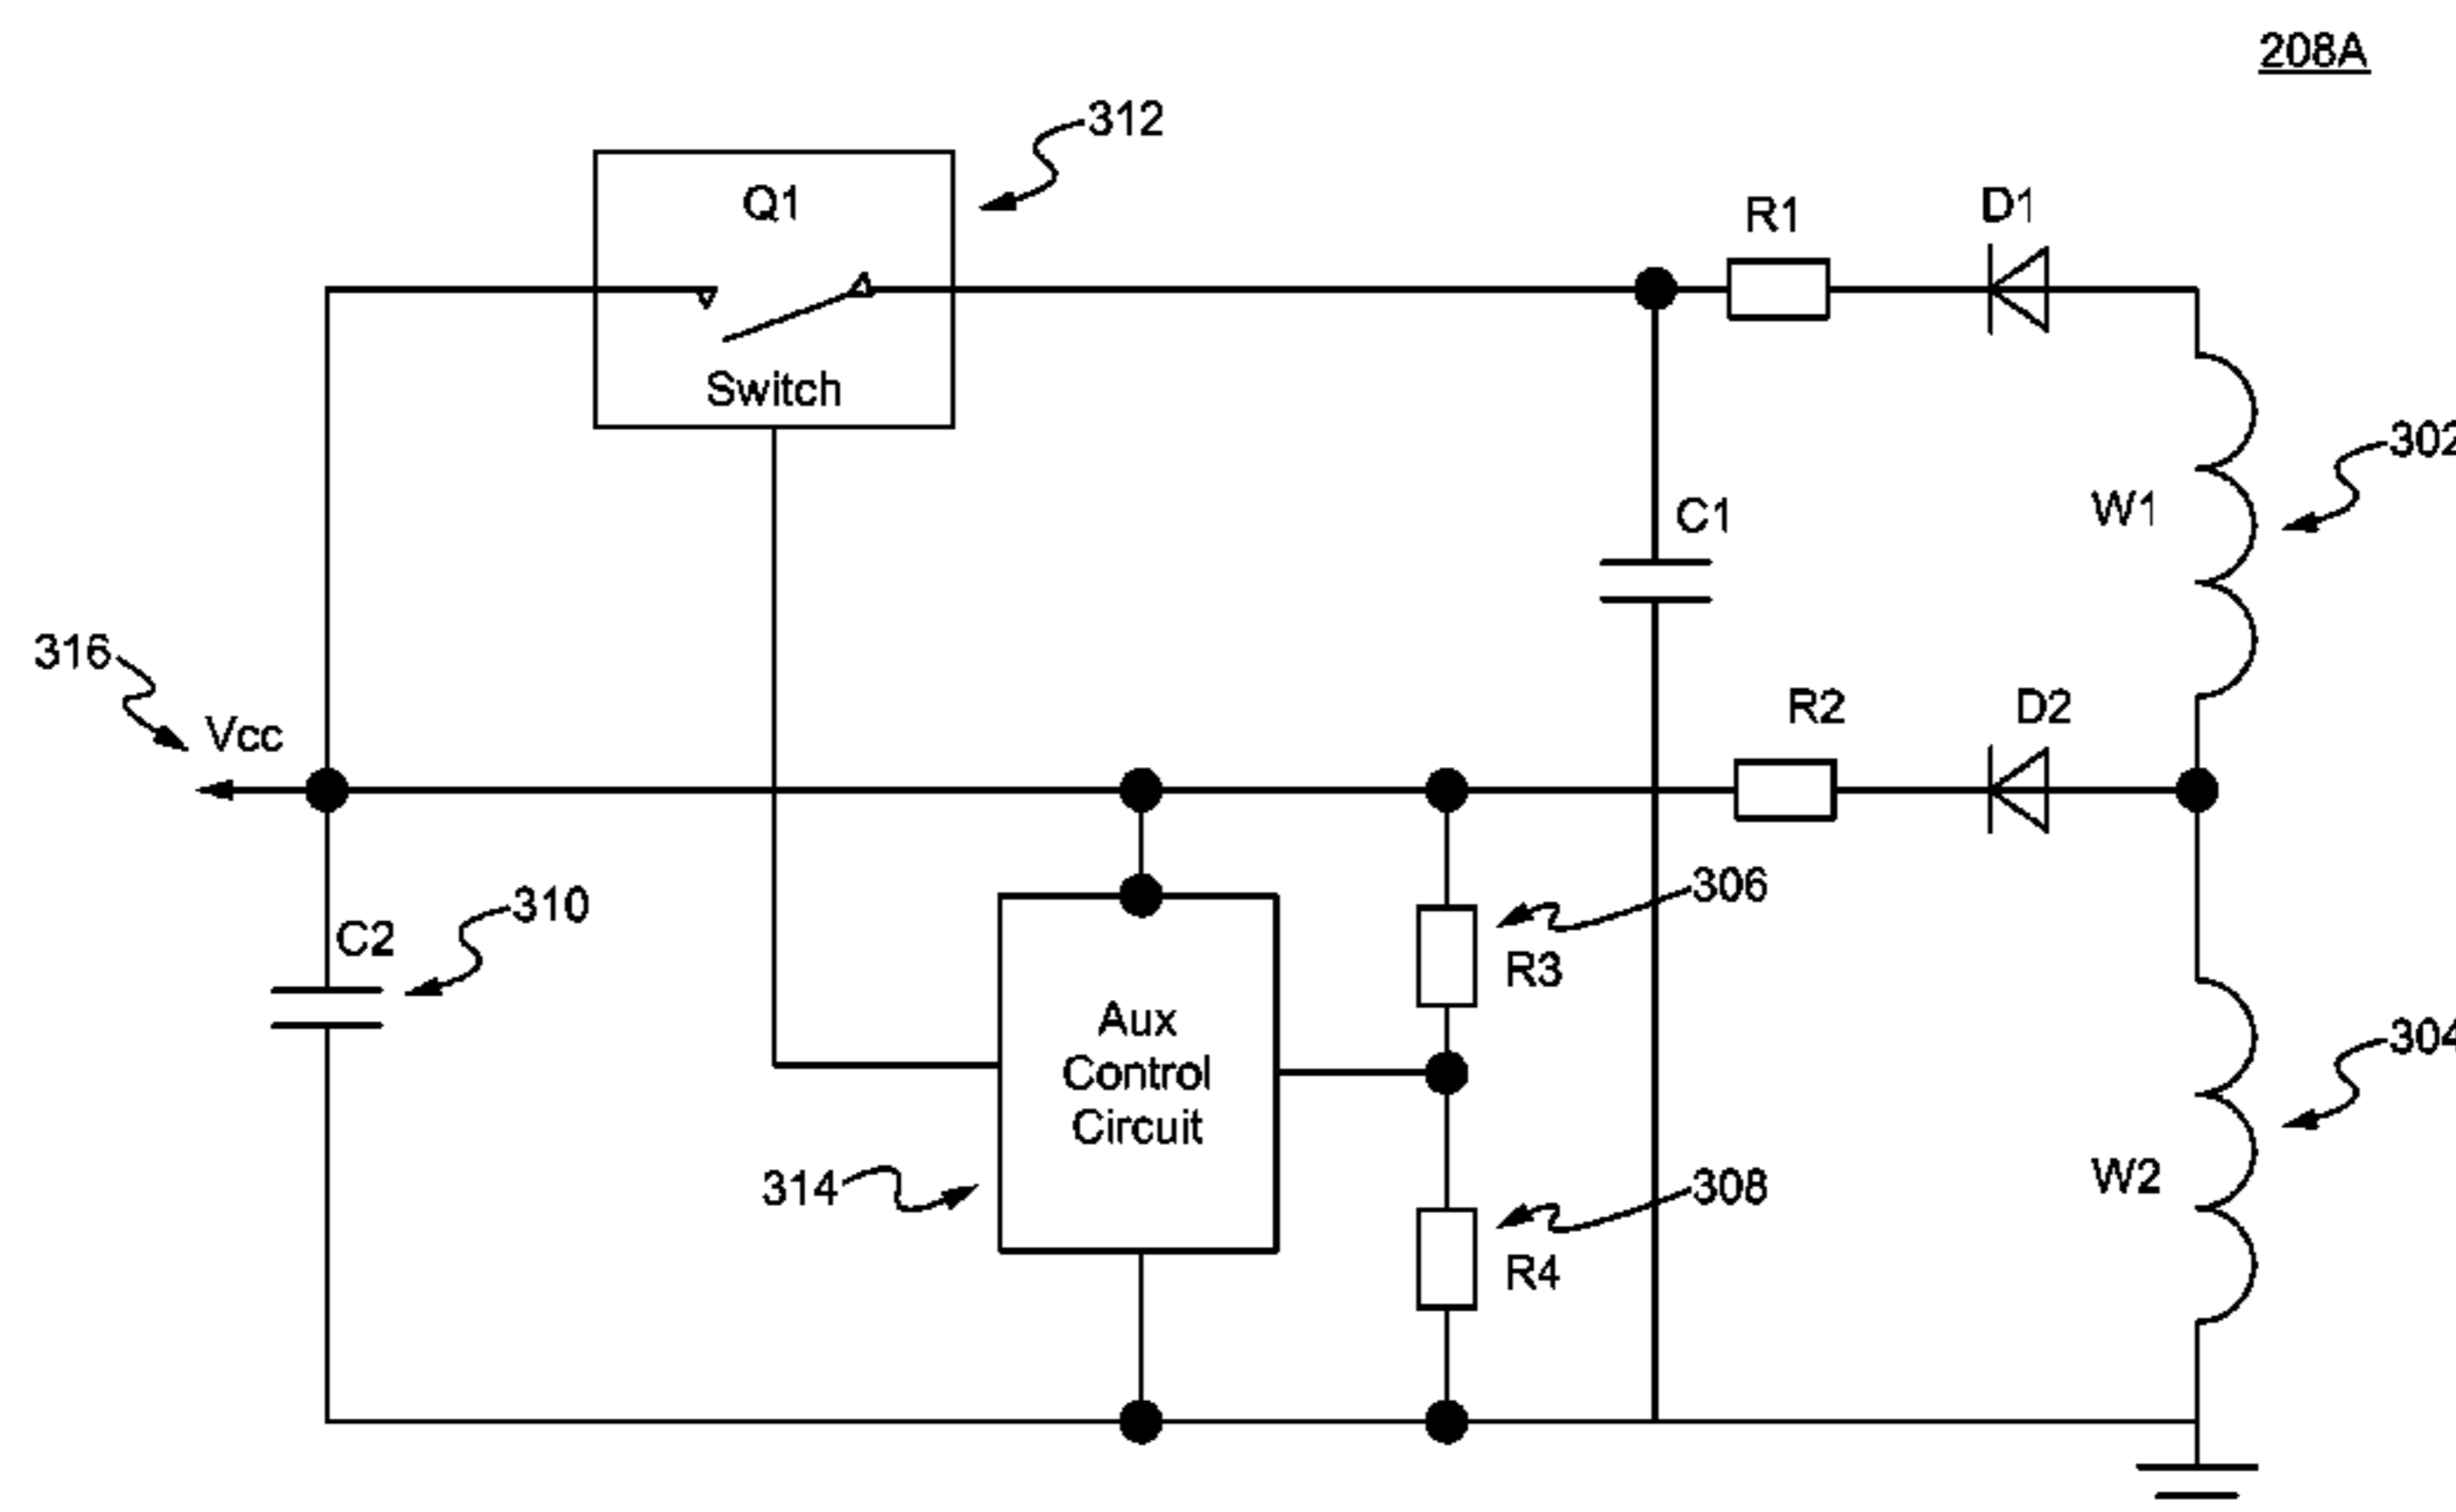 208A
312
Q1
R1
D1
Switch
302
W1
C1
316
Vcc
R2
D2
306
310
C2
R3
Aux
Control
Circuit
304
314
308
W2
R4